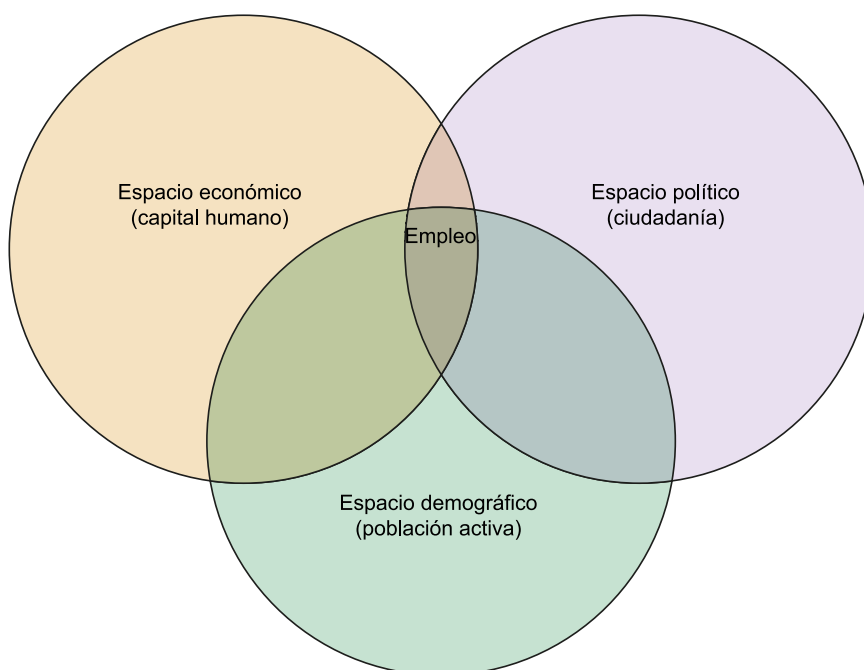 Espacio económico
(capital humano)
Espacio político
(ciudadanía)
Empleo
Espacio demográfico
(población activa)